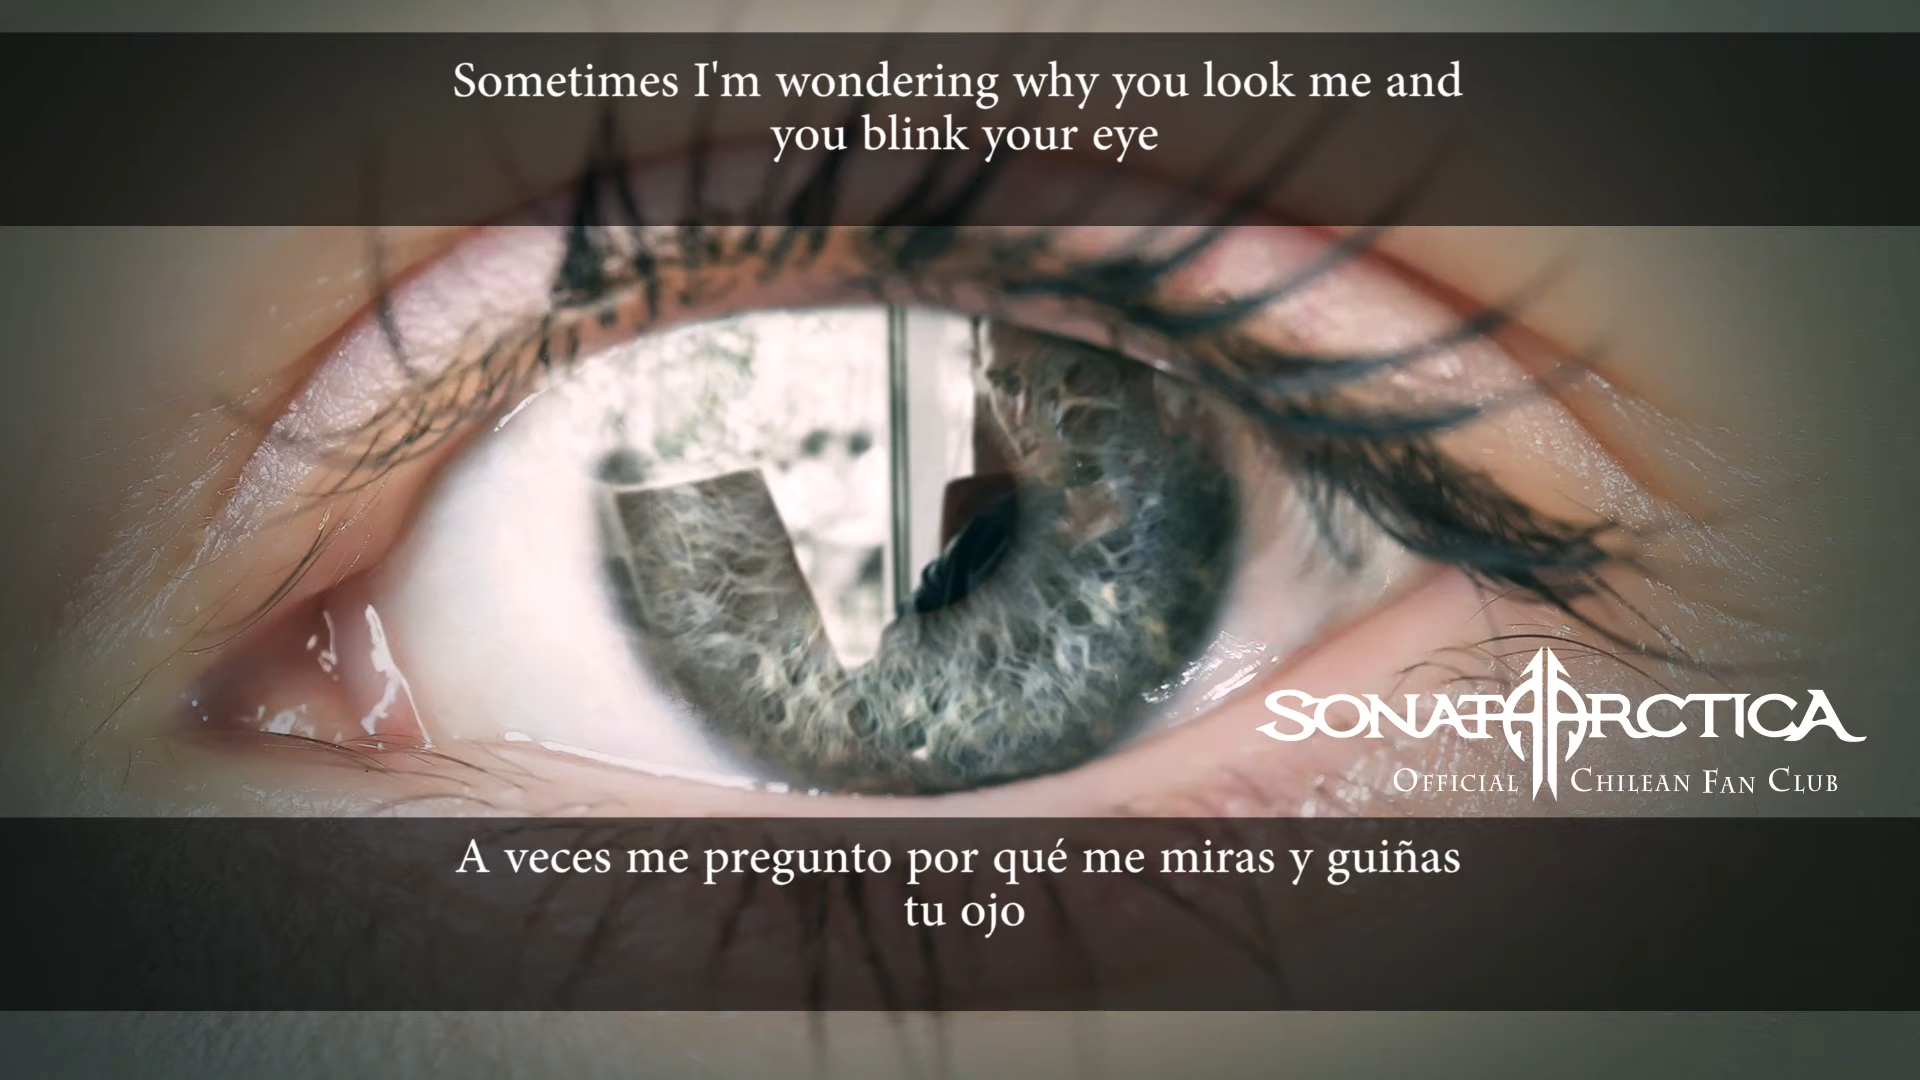 Sometimes I'm wondering why you look me and
you blink your eye
SONATA ARCTICA
OFFICIAL CHILEAN FAN CLUB
A veces me pregunto por qué me miras y guiñas
tu ojo